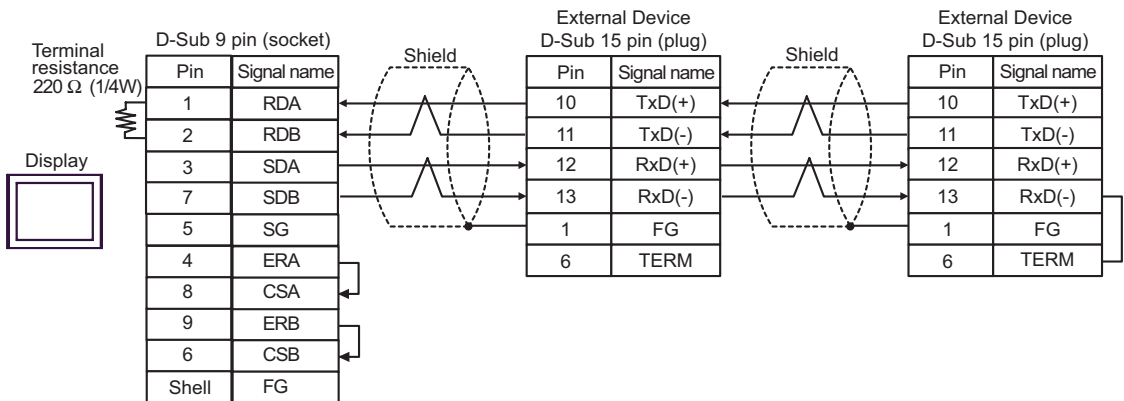 Terminal
resistance
220 Ω (1/4W)
Display
D-Sub 9 pin (socket)
Pin Signal name
1 RDA
2 RDB
3 SDA
7 SDB
5 SG
4 ERA
8 CSA
9 ERB
6 CSB
Shell FG
Shield
External Device
D-Sub 15 pin (plug)
Pin Signal name
10 TxD(+)
11 TxD(-)
12 RxD(+)
13 RxD(-)
1 FG
6 TERM
Shield
External Device
D-Sub 15 pin (plug)
Pin Signal name
10 TxD(+)
11 TxD(-)
12 RxD(+)
13 RxD(-)
1 FG
6 TERM